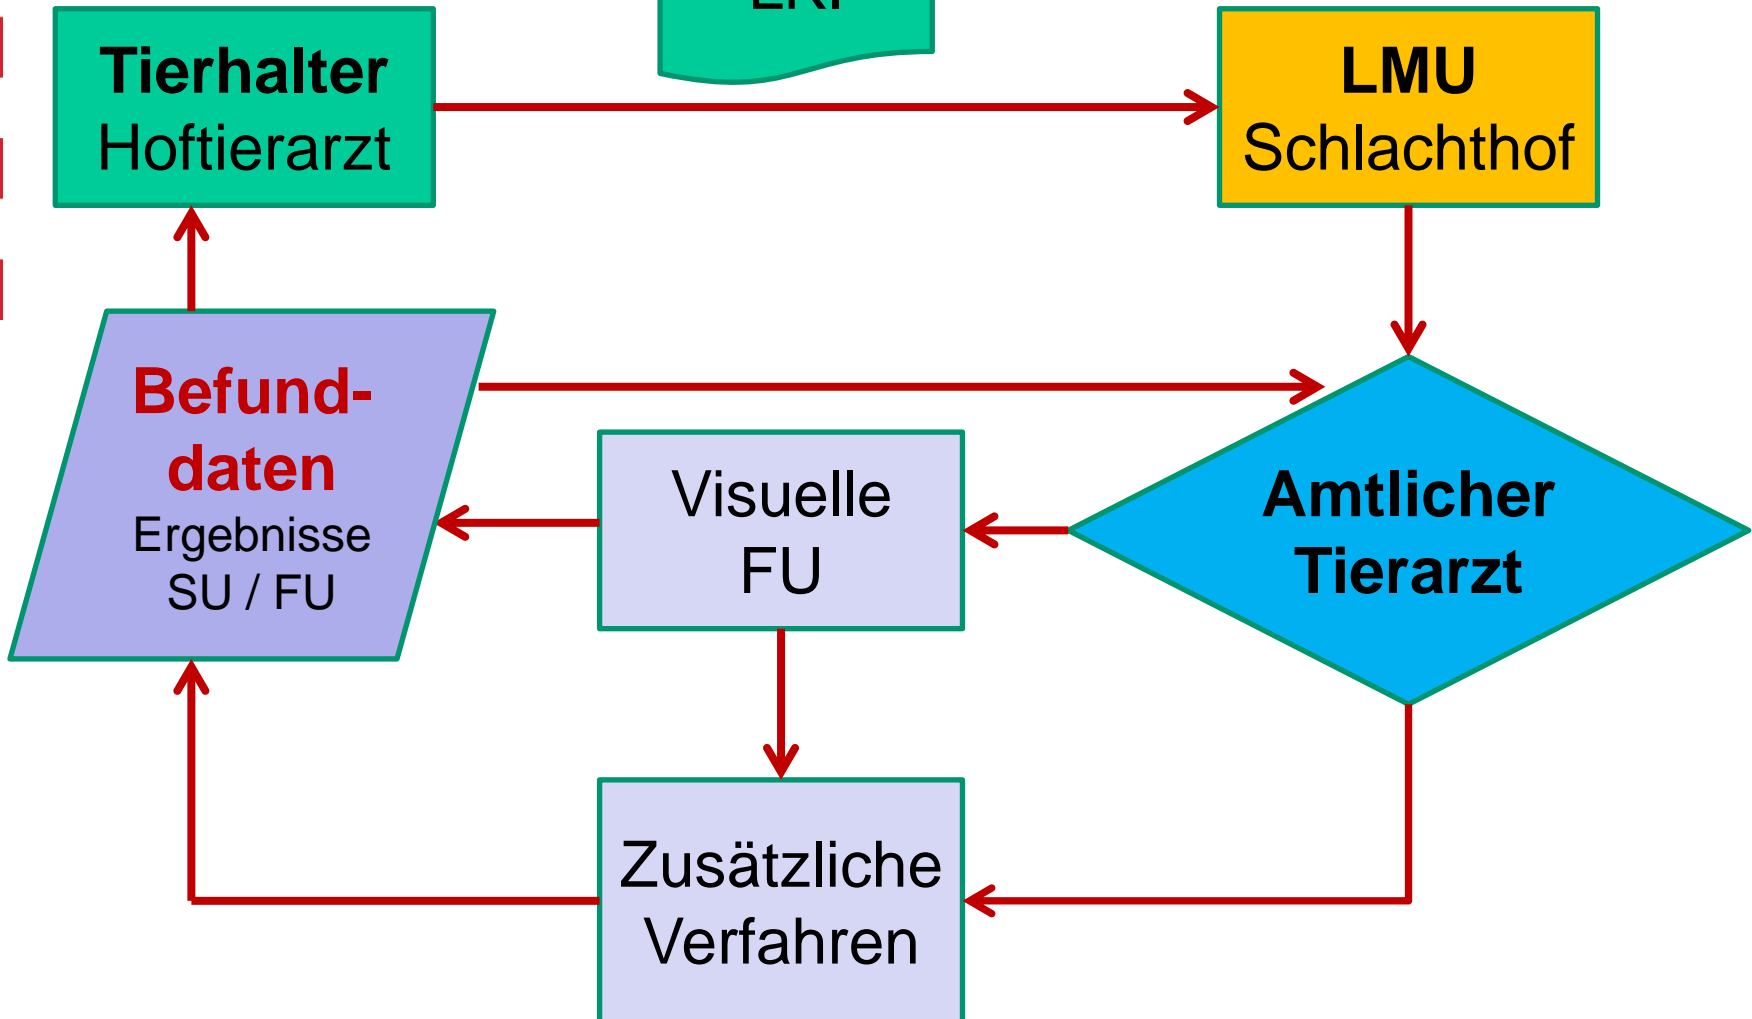 Tierhalter
Hoftierarzt
LMU
Schlachthof
Befund-
daten
Ergebnisse
SU / FU
Visuelle
FU
Amtlicher
Tierarzt
Zusätzliche
Verfahren